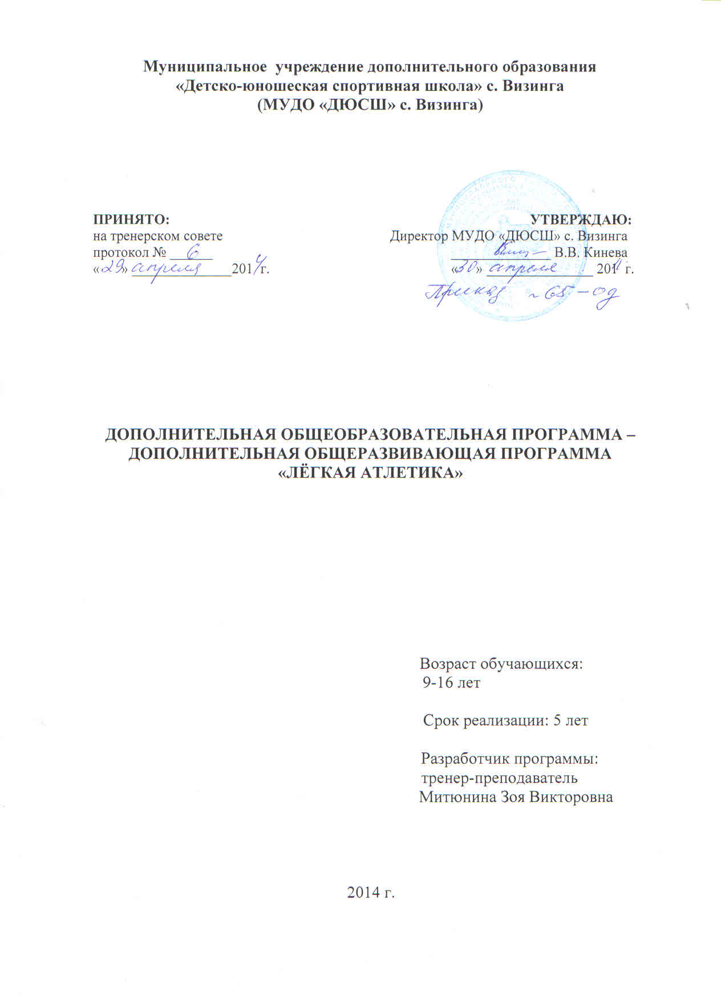 Муниципальное учреждение дополнительного образования
«Детско-юношеская спортивная школа» с. Визинга
(МУДО «ДЮСШ» с. Визинга)
ПРИНЯТО:
на тренерском совете
протокол № 6
«29» апреля 2014 г.
УТВЕРЖДАЮ:
Директор МУДО «ДЮСШ» с. Визинга
В.В. Кинева
«30» апреля 2014 г.
Приказ № 65-од
ДОПОЛНИТЕЛЬНАЯ ОБЩЕОБРАЗОВАТЕЛЬНАЯ ПРОГРАММА –
ДОПОЛНИТЕЛЬНАЯ ОБЩЕРАЗВИВАЮЩАЯ ПРОГРАММА
«ЛЁГКАЯ АТЛЕТИКА»
Возраст обучающихся:
9-16 лет
Срок реализации: 5 лет
Разработчик программы:
тренер-преподаватель
Митюнина Зоя Викторовна
2014 г.